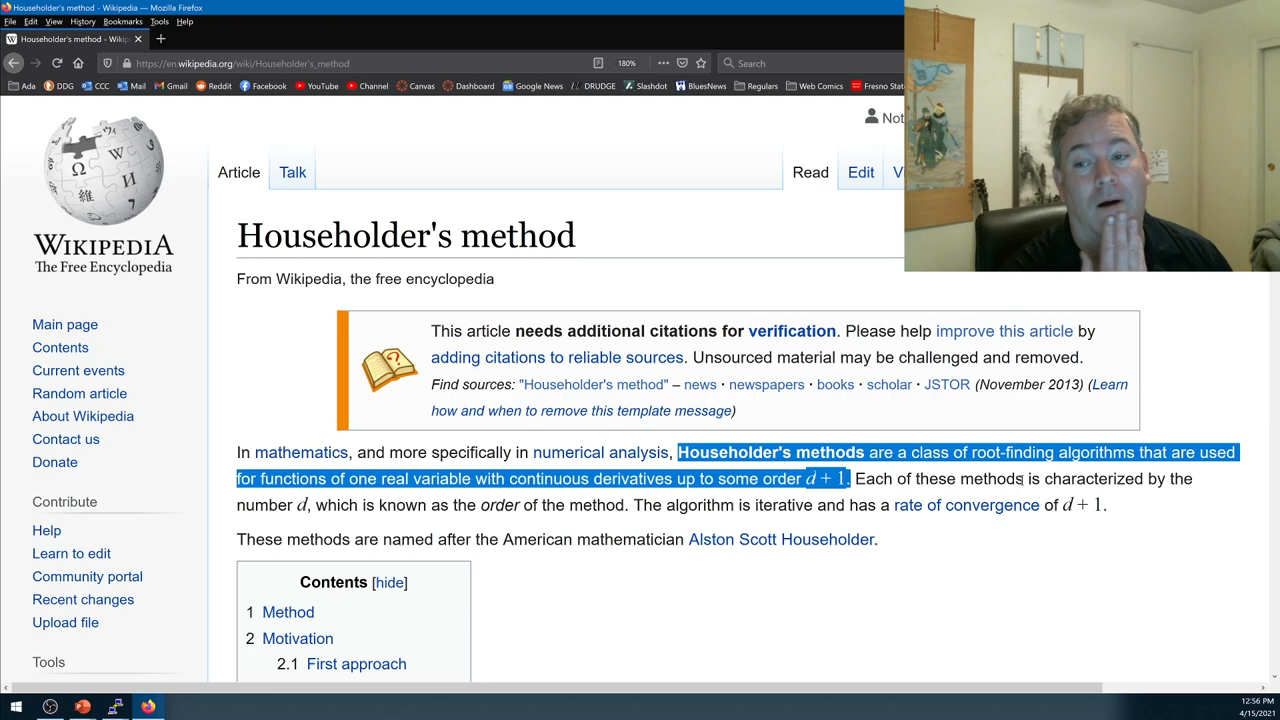 Householder's method - Wikipedia — Mozilla Firefox
File Edit View History Bookmarks Tools Help
Householder's method - Wikip
https://en.wikipedia.org/wiki/Householder's_method
180%
Search
Ada DDG CCC Mail Gmail Reddit Facebook YouTube Channel Canvas Dashboard Google News DRUDGE Slashdot BluesNews Regulars Web Comics Fresno Stat
Not
Article Talk Read Edit V
WIKIPEDIA
The Free Encyclopedia
Main page
Contents
Current events
Random article
About Wikipedia
Contact us
Donate
Contribute
Help
Learn to edit
Community portal
Recent changes
Upload file
Tools
Householder's method
From Wikipedia, the free encyclopedia
This article needs additional citations for verification. Please help improve this article by
adding citations to reliable sources. Unsourced material may be challenged and removed.
Find sources: "Householder's method" – news · newspapers · books · scholar · JSTOR (November 2013) (Learn
how and when to remove this template message)
In mathematics, and more specifically in numerical analysis, Householder's methods are a class of root-finding algorithms that are used
for functions of one real variable with continuous derivatives up to some order d + 1. Each of these methods is characterized by the
number d, which is known as the order of the method. The algorithm is iterative and has a rate of convergence of d + 1.
These methods are named after the American mathematician Alston Scott Householder.
Contents [hide]
1 Method
2 Motivation
2.1 First approach
12:56 PM
4/15/2021